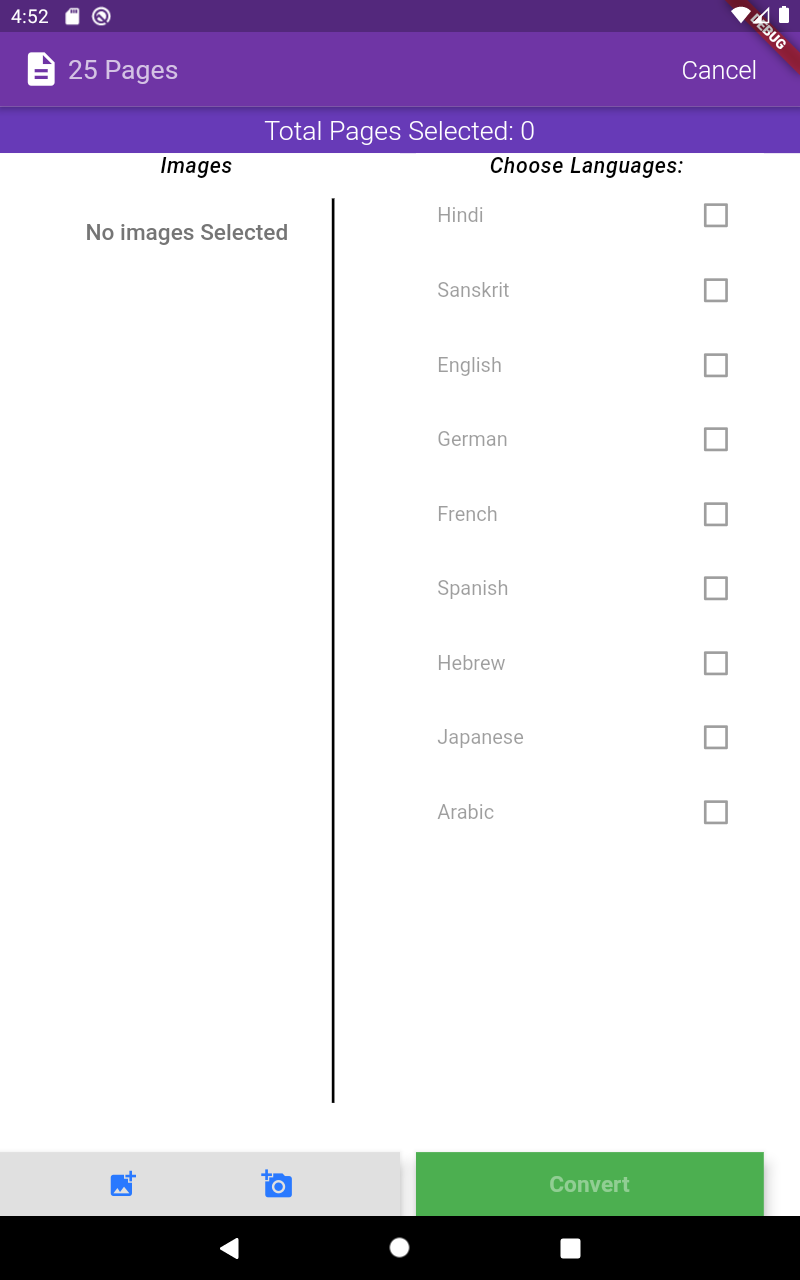 4:52
DEBUG
25 Pages
Cancel
Total Pages Selected: 0
Images
Choose Languages:
No images Selected
Hindi
Sanskrit
English
German
French
Spanish
Hebrew
Japanese
Arabic
Convert